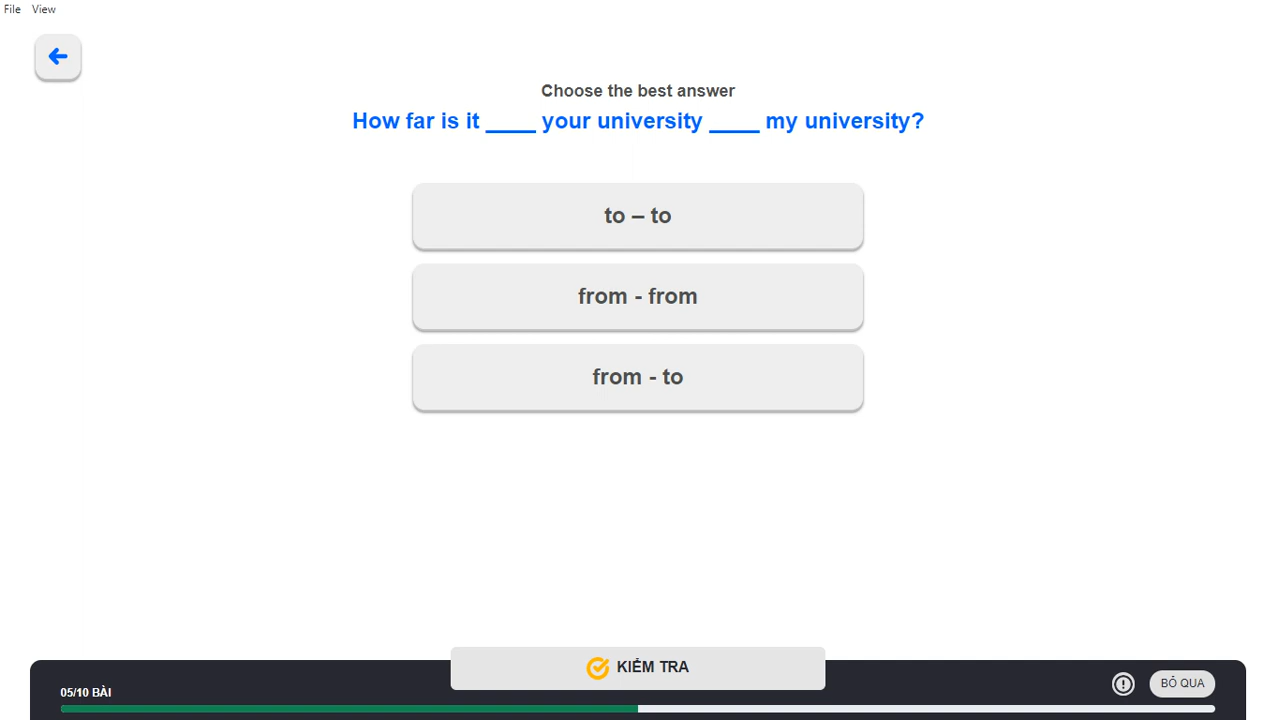 File View
Choose the best answer
How far is it ____ your university ____ my university?
to – to
from - from
from - to
KIỂM TRA
05/10 BÀI
BỎ QUA